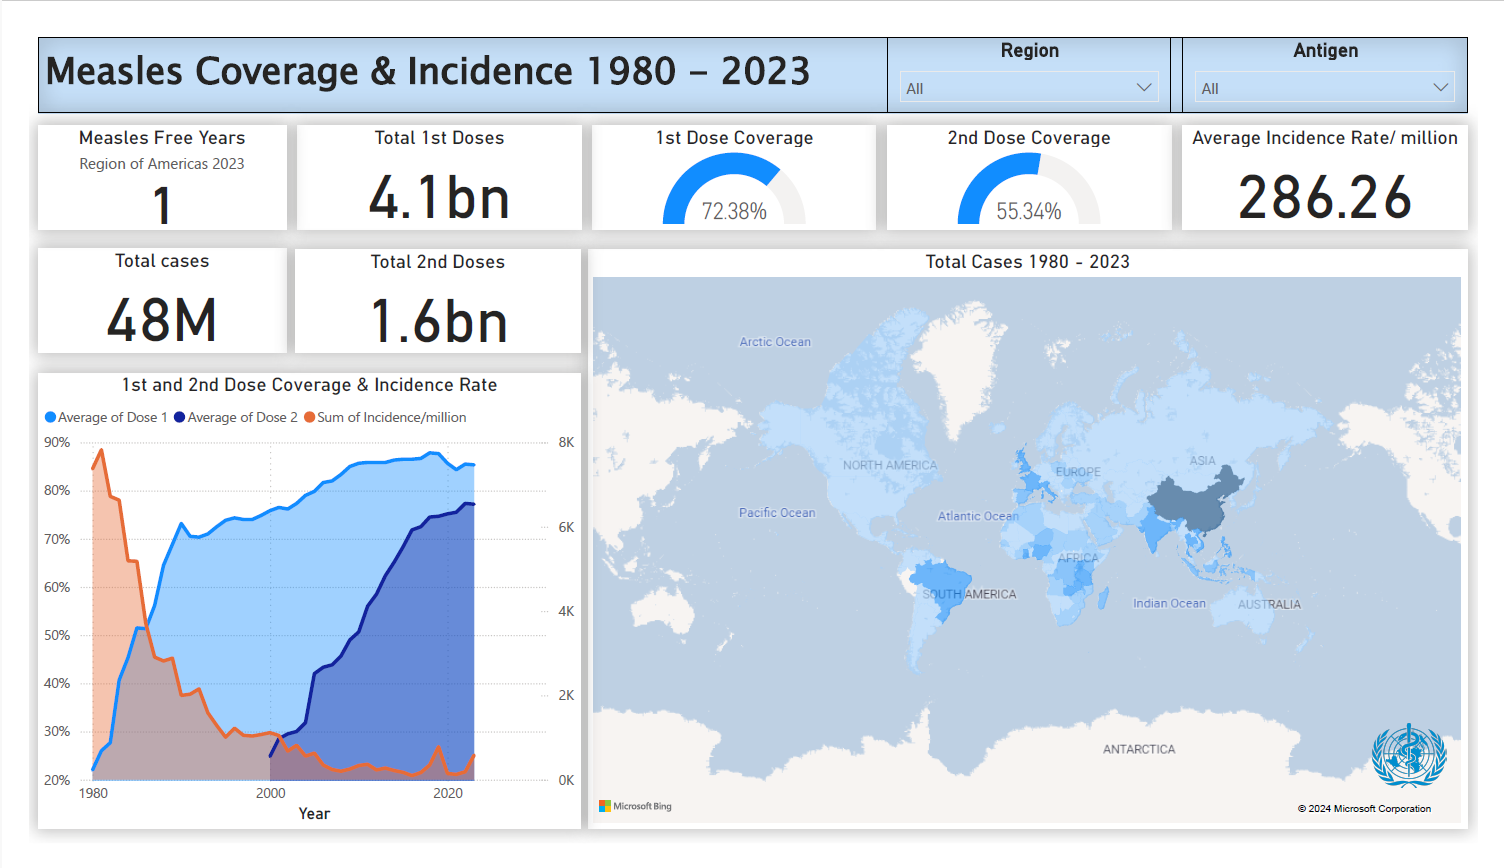 Measles Coverage & Incidence 1980 – 2023
Region
All
Antigen
All
Measles Free Years
Region of Americas 2023
1
Total 1st Doses
4.1bn
1st Dose Coverage
72.38%
2nd Dose Coverage
55.34%
Average Incidence Rate/ million
286.26
Total cases
48M
Total 2nd Doses
1.6bn
1st and 2nd Dose Coverage & Incidence Rate
Average of Dose 1 Average of Dose 2 Sum of Incidence/million
90% 8K
80%
70% 6K
60%
50% 4K
40%
30% 2K
20% 0K
1980 2000 2020
Year
Total Cases 1980 - 2023
Arctic Ocean
NORTH AMERICA
EUROPE
ASIA
Pacific Ocean
Atlantic Ocean
AFRICA
SOUTH AMERICA
Indian Ocean
AUSTRALIA
ANTARCTICA
Microsoft Bing
© 2024 Microsoft Corporation